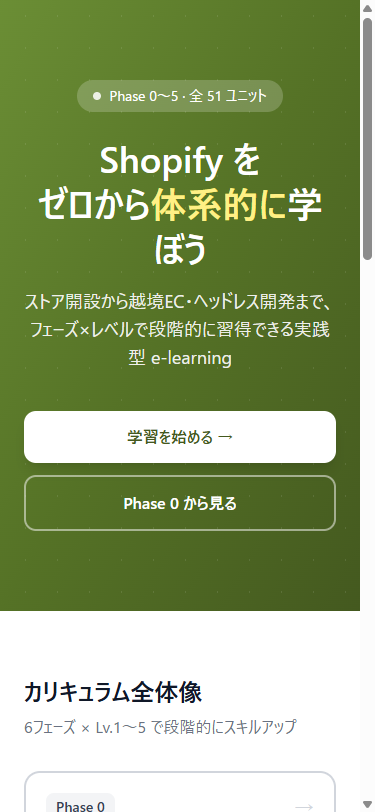 Phase 0〜5 · 全 51 ユニット
Shopify を
ゼロから体系的に学
ぼう
ストア開設から越境EC・ヘッドレス開発まで、
フェーズ×レベルで段階的に習得できる実践
型 e-learning
学習を始める →
Phase 0 から見る
カリキュラム全体像
6フェーズ × Lv.1〜5 で段階的にスキルアップ
Phase 0 →